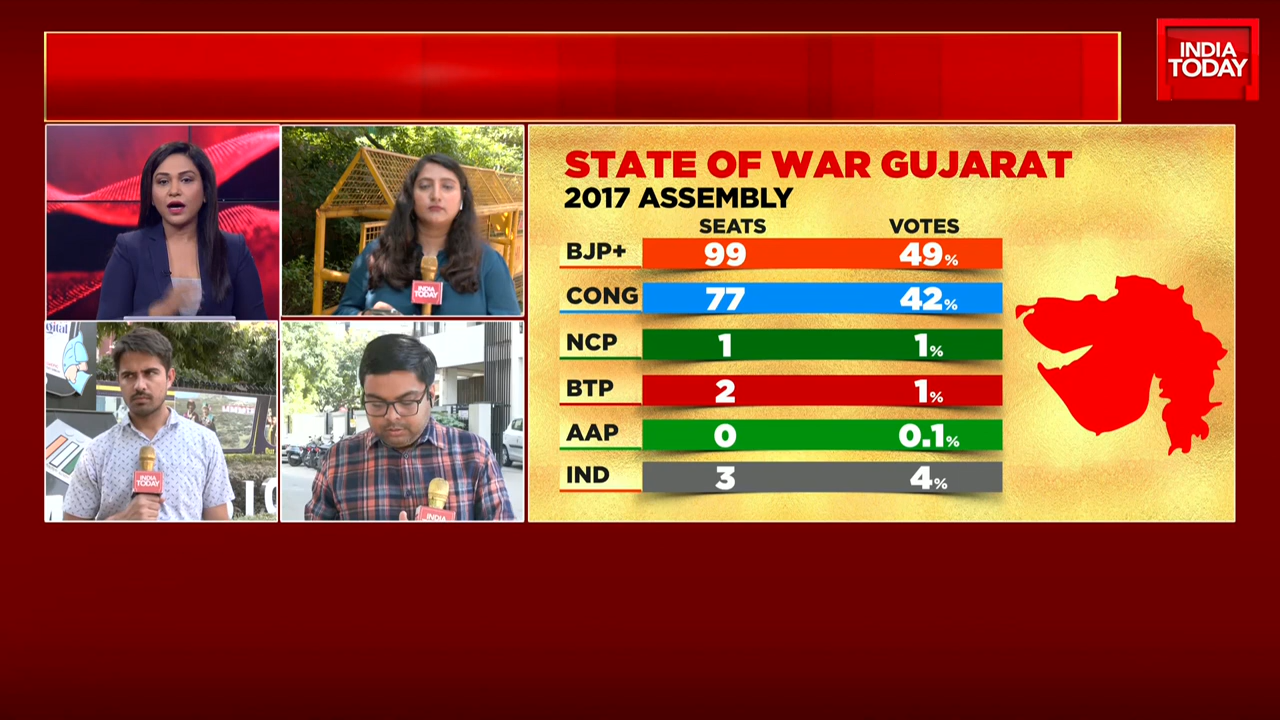 INDIA
TODAY
STATE OF WAR GUJARAT
2017 ASSEMBLY
SEATS VOTES
BJP+ 99 49%
CONG 77 42%
NCP 1 1%
BTP 2 1%
AAP 0 0.1%
IND 3 4%
INDIA
TODAY
INDIA
TODAY
INDIA